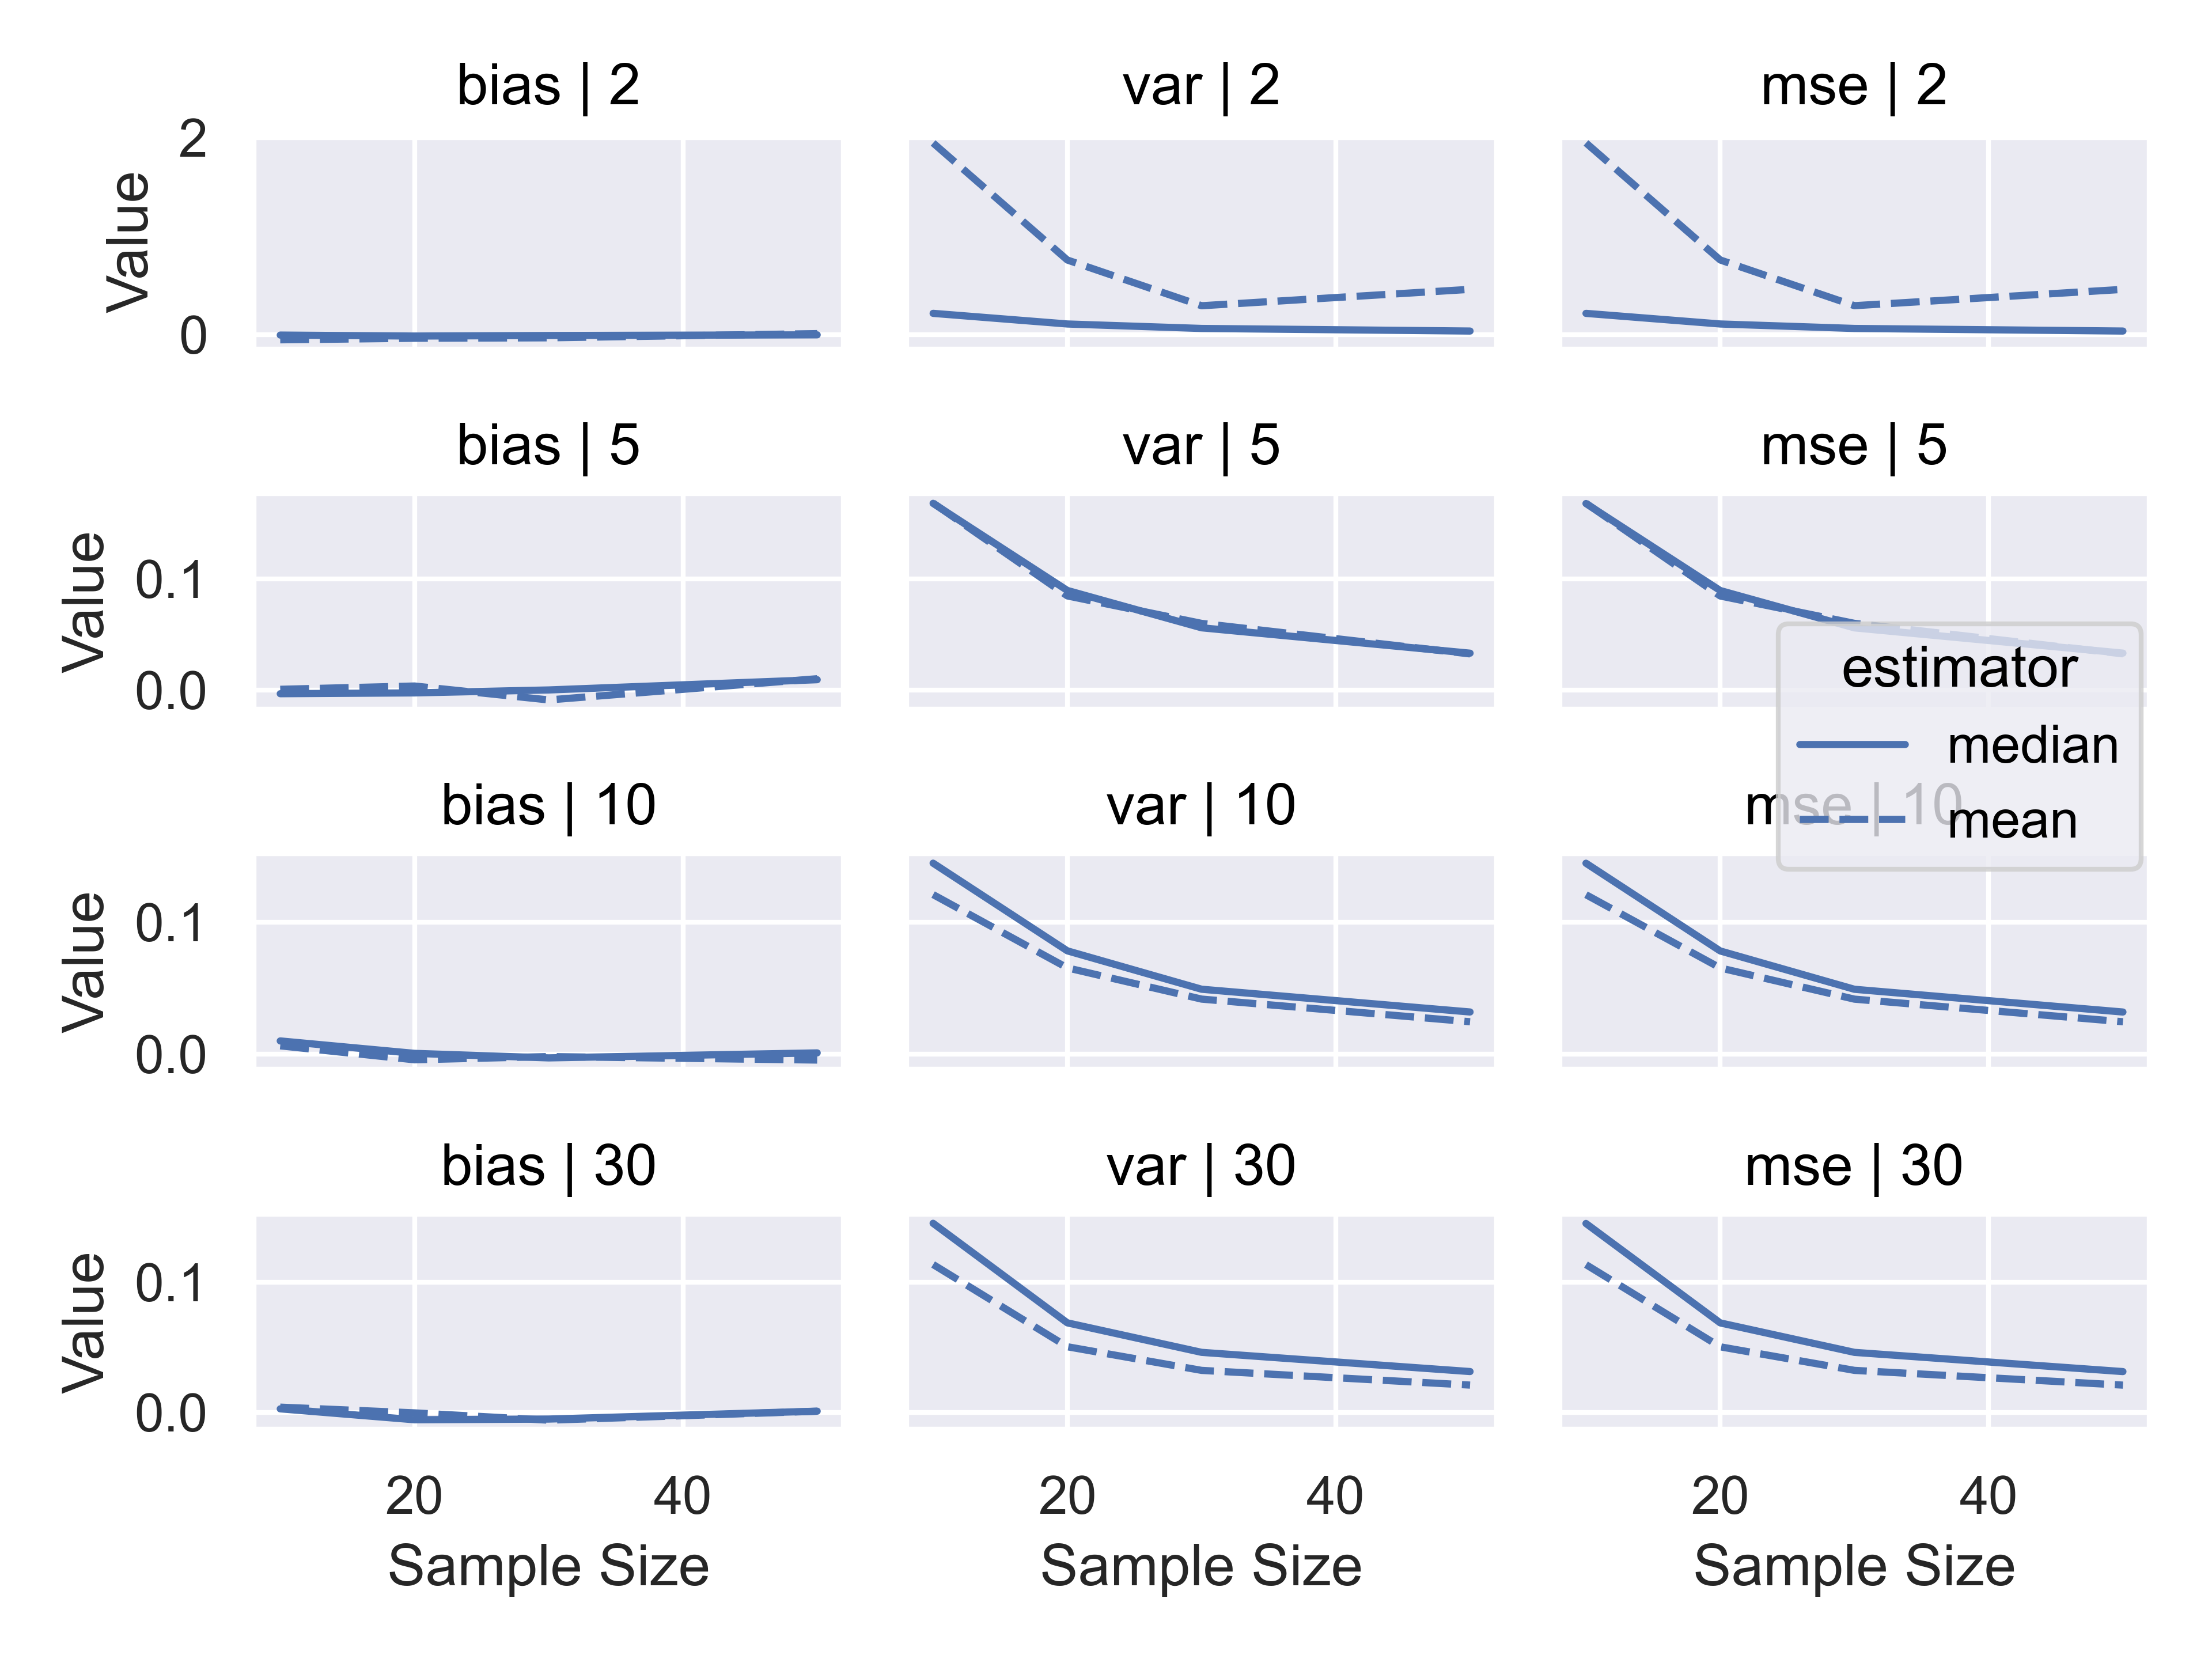 bias | 2
var | 2
mse | 2
2
0
Value
bias | 5
var | 5
mse | 5
0.1
0.0
Value
estimator
median
mean
bias | 10
var | 10
mse | 10
0.1
0.0
Value
bias | 30
var | 30
mse | 30
0.1
0.0
Value
20 40
20 40
20 40
Sample Size
Sample Size
Sample Size